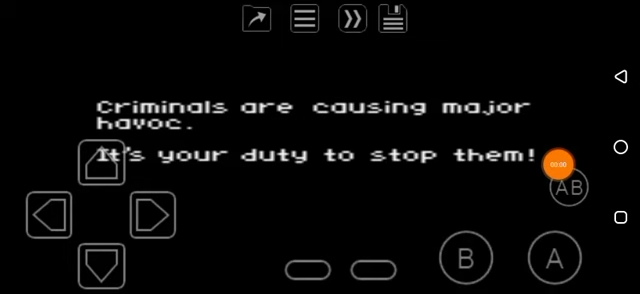 Criminals are causing major
havoc.
It's your duty to stop them!
00:00
AB
B
A